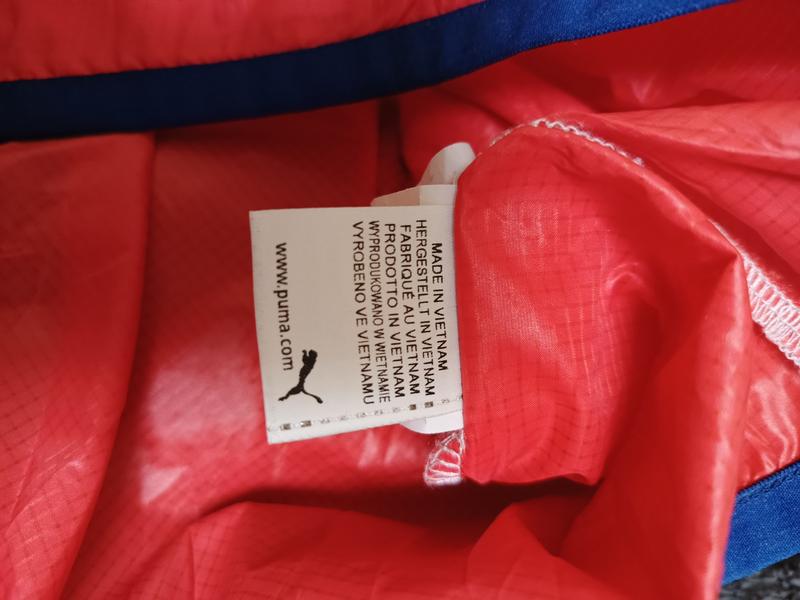 MADE IN VIETNAM
HERGESTELLT IN VIETNAM
FABRIQUÉ AU VIETNAM
PRODOTTO IN VIETNAM
WYPRODUKOWANO W WIETNAMIE
VYROBENO VE VIETNAMU
www.puma.com